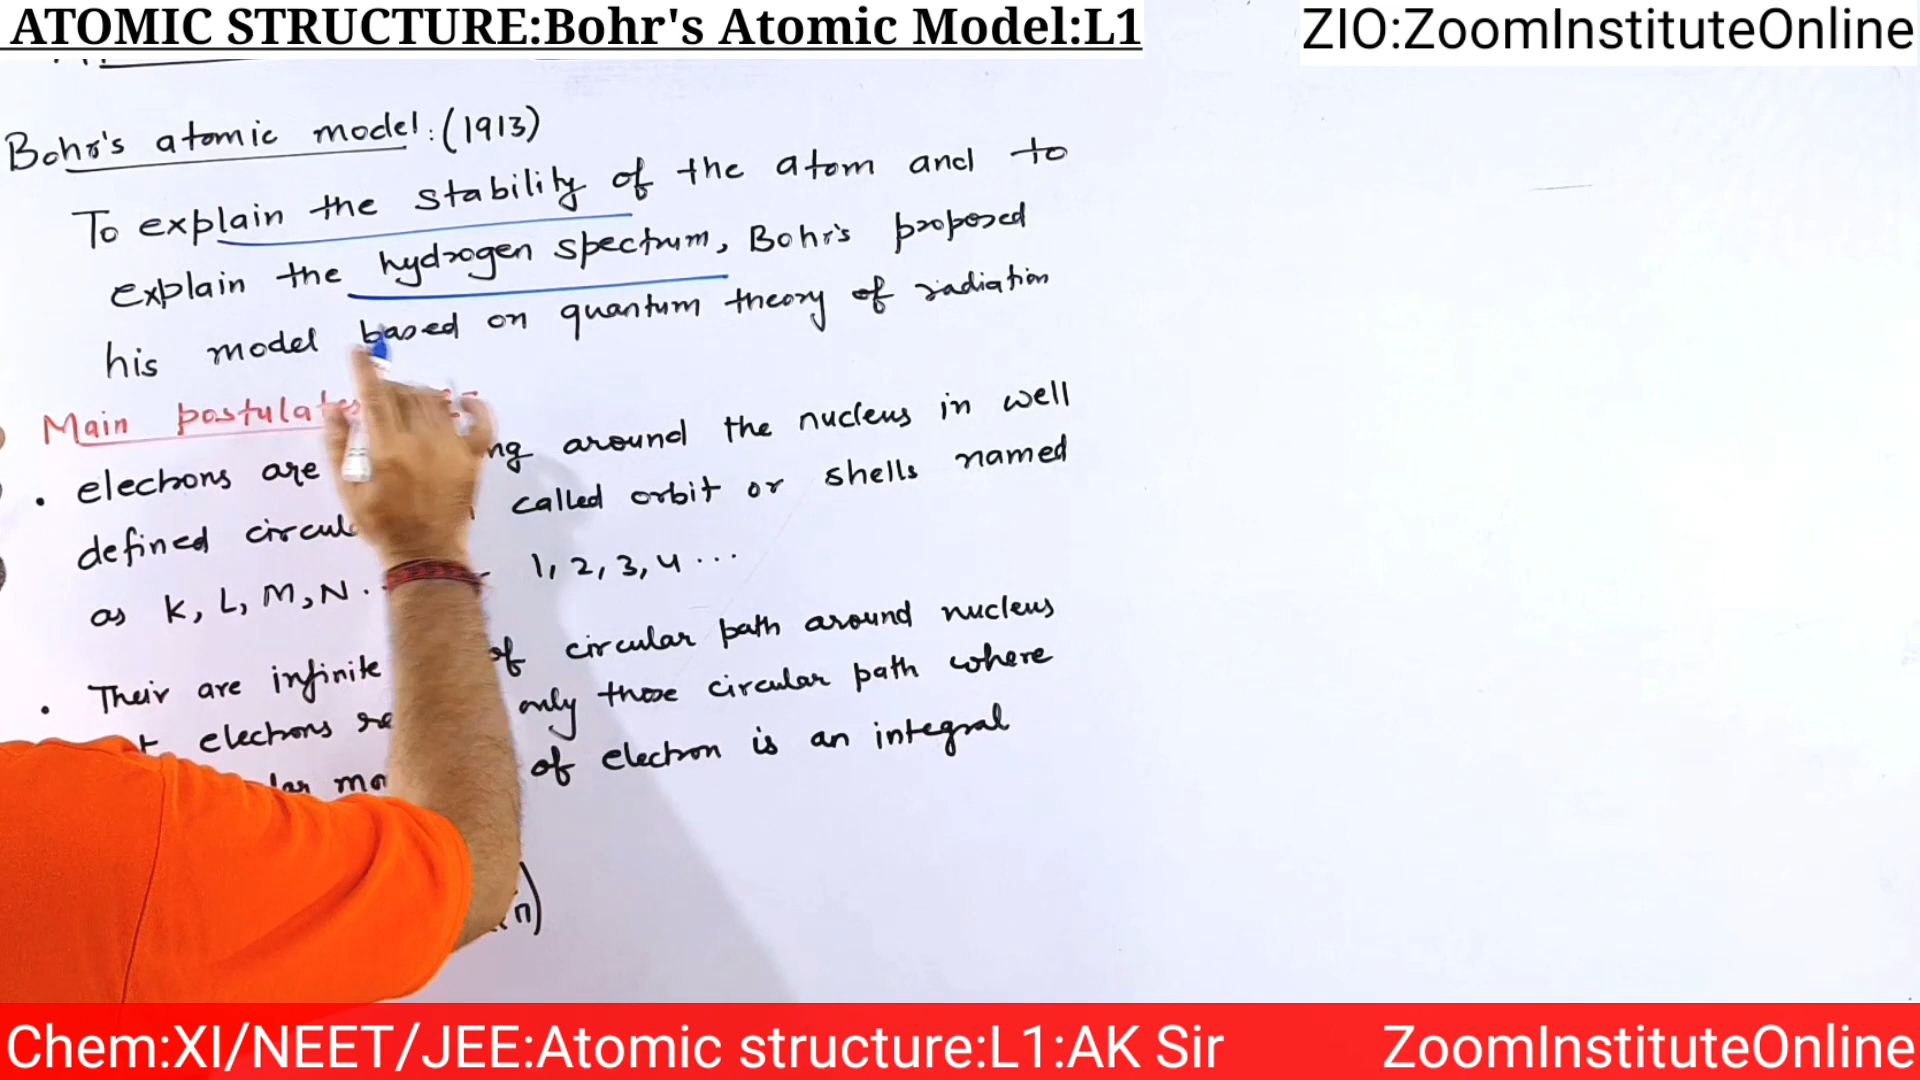 ATOMIC STRUCTURE:Bohr's Atomic Model:L1
ZIO:ZoomInstituteOnline
Bohr's atomic model: (1913)
To explain the stability of the atom and to
explain the hydrogen spectrum, Bohr's proposed
his model based on quantum theory of radiation
Main postulates
• electrons are around the nucleus in well
defined called orbit or shells named
as K, L, M, N . 1, 2, 3, 4 ...
• Their are infinite of circular path around nucleus
electrons only those circular path where
of electron is an integral
n)
Chem:XI/NEET/JEE:Atomic structure:L1:AK Sir
ZoomInstituteOnline